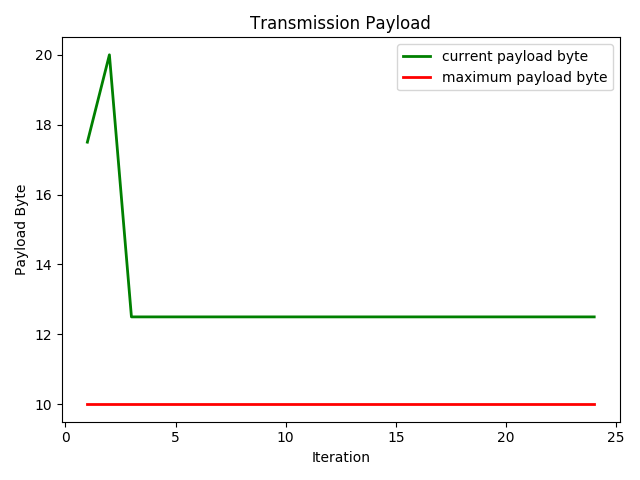 Transmission Payload
current payload byte
maximum payload byte
Payload Byte
20
18
16
14
12
10
0
5
10
15
20
25
Iteration